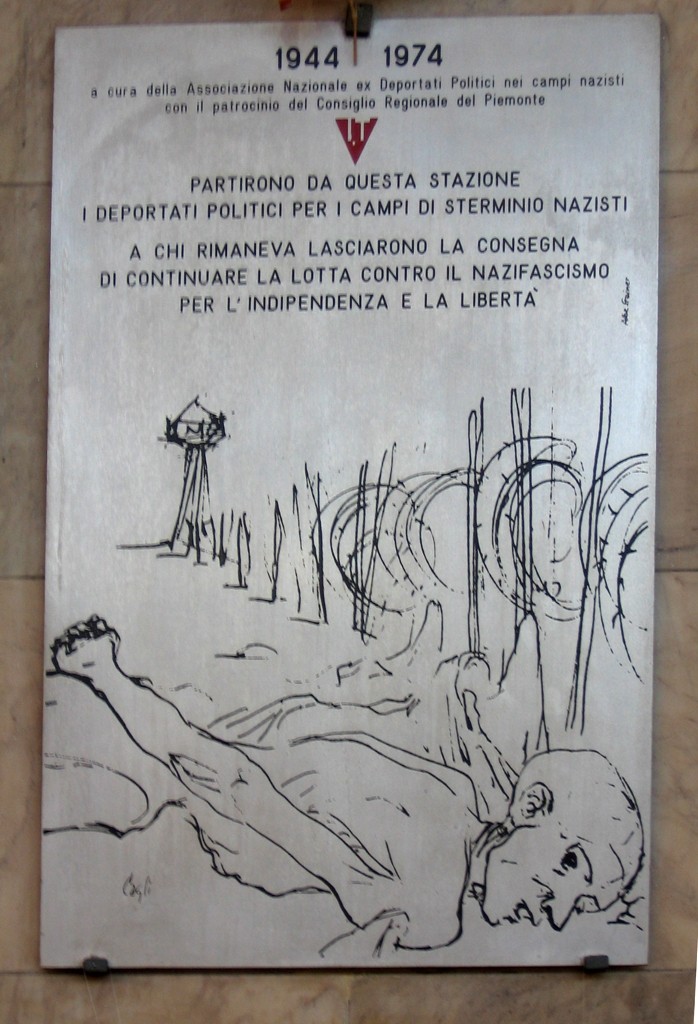 1944 1974
a cura della Associazione Nazionale ex Deportati Politici nei campi nazisti
con il patrocinio del Consiglio Regionale del Piemonte
I.T
PARTIRONO DA QUESTA STAZIONE
I DEPORTATI POLITICI PER I CAMPI DI STERMINIO NAZISTI
A CHI RIMANEVA LASCIARONO LA CONSEGNA
DI CONTINUARE LA LOTTA CONTRO IL NAZIFASCISMO
PER L'INDIPENDENZA E LA LIBERTA'
Cagli